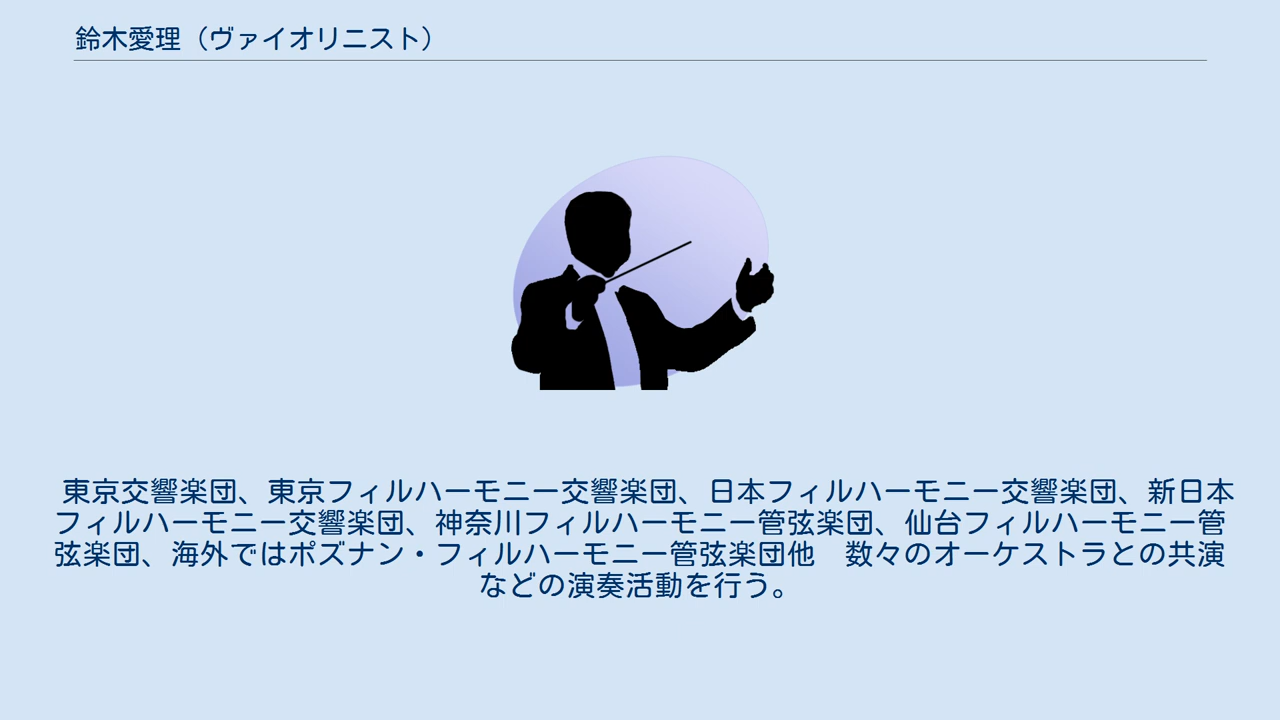 鈴木愛理（ヴァイオリニスト）
東京交響楽団、東京フィルハーモニー交響楽団、日本フィルハーモニー交響楽団、新日本
フィルハーモニー交響楽団、神奈川フィルハーモニー管弦楽団、仙台フィルハーモニー管
弦楽団、海外ではポズナン・フィルハーモニー管弦楽団他　数々のオーケストラとの共演
などの演奏活動を行う。